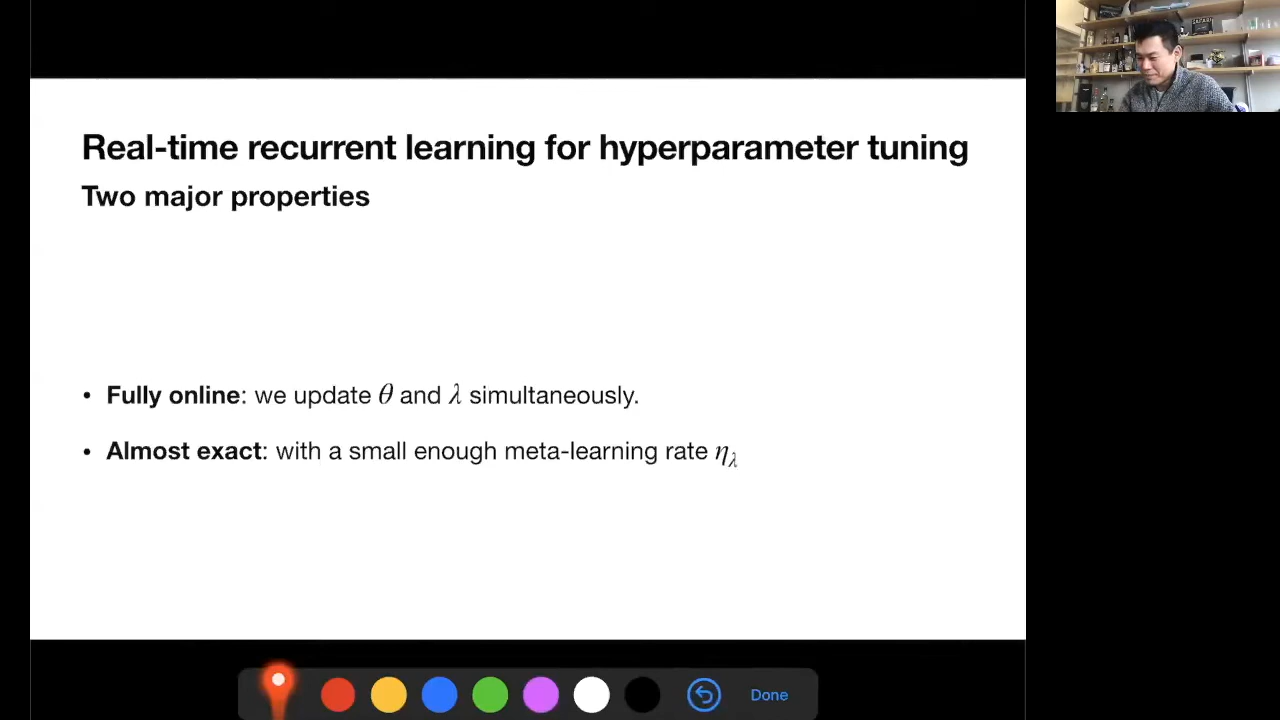 Real-time recurrent learning for hyperparameter tuning
Two major properties
• Fully online: we update θ and λ simultaneously.
• Almost exact: with a small enough meta-learning rate ηλ
Done